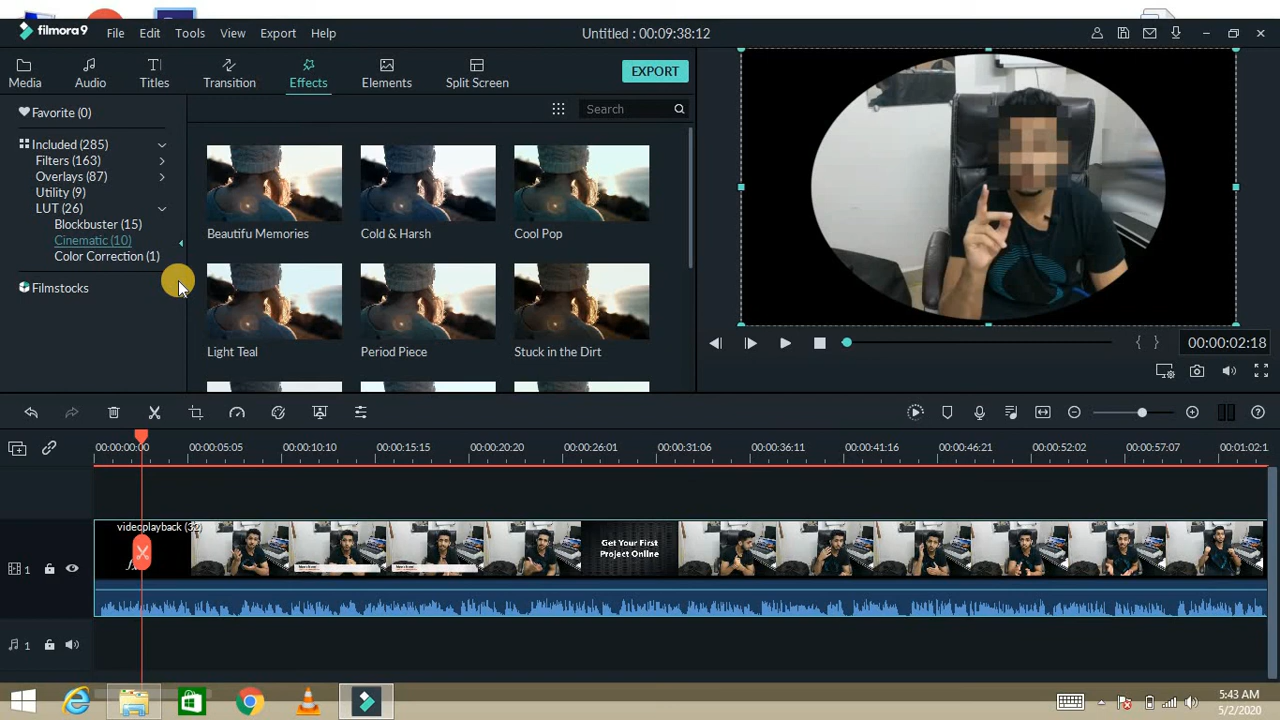 filmora9
File Edit Tools View Export Help
Untitled : 00:09:38:12
Media Audio Titles Transition Effects Elements Split Screen
EXPORT
Favorite (0)
Search
Included (285)
Filters (163)
Overlays (87)
Utility (9)
LUT (26)
Blockbuster (15)
Cinematic (10)
Color Correction (1)
Filmstocks
Beautifu Memories
Cold & Harsh
Cool Pop
Light Teal
Period Piece
Stuck in the Dirt
{ }
00:00:02:18
00:00:00:00 00:00:05:05 00:00:10:10 00:00:15:15 00:00:20:20 00:00:26:01 00:00:31:06 00:00:36:11 00:00:41:16 00:00:46:21 00:00:52:02 00:00:57:07 00:01:02:1
videoplayback (32)
Get Your First
Project Online
1
1
5:43 AM
5/2/2020